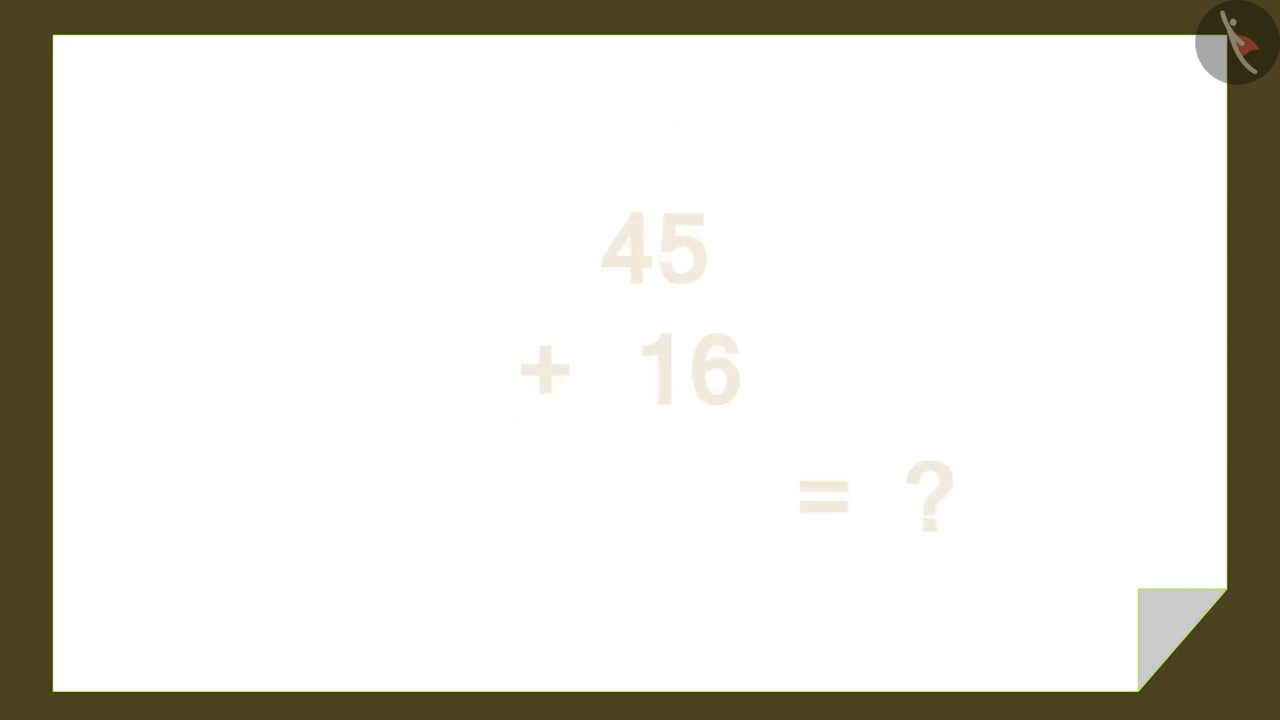 45
+ 16
= ?